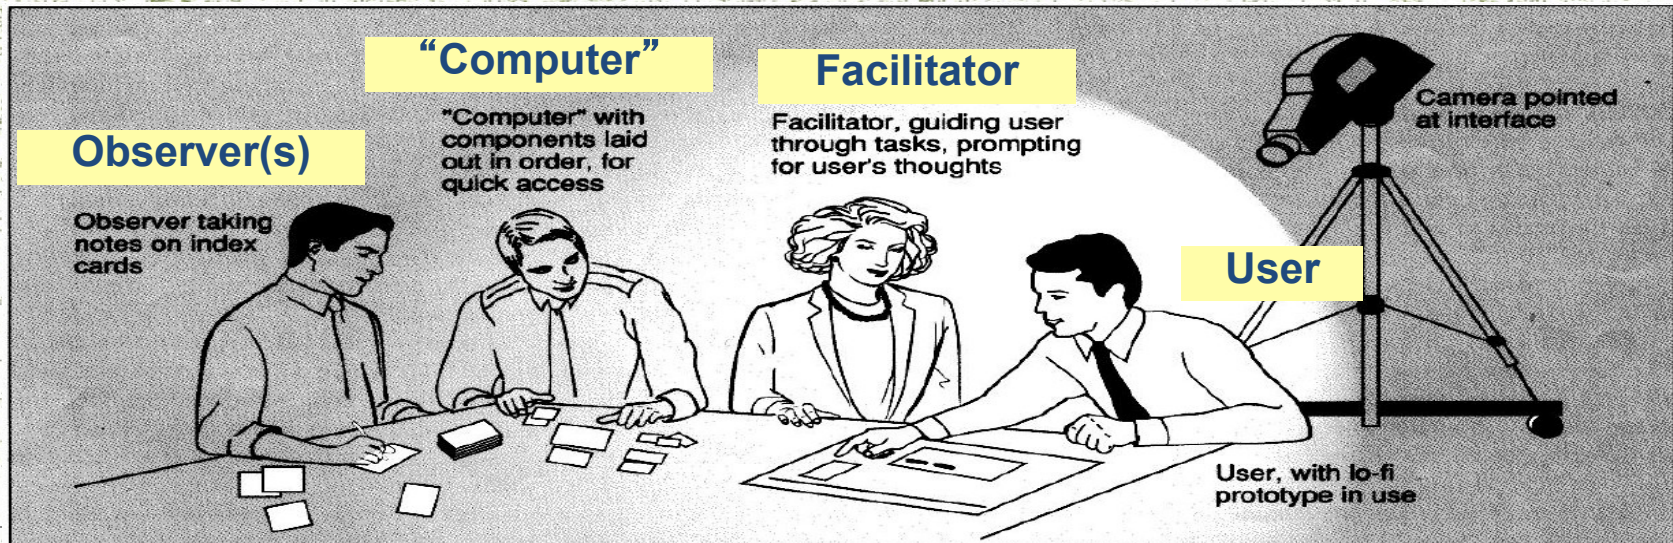 “Computer”
Facilitator
Observer(s)
User
"Computer" with
components laid
out in order, for
quick access
Facilitator, guiding user
through tasks, prompting
for user's thoughts
Camera pointed
at interface
Observer taking
notes on index
cards
User, with lo-fi
prototype in use